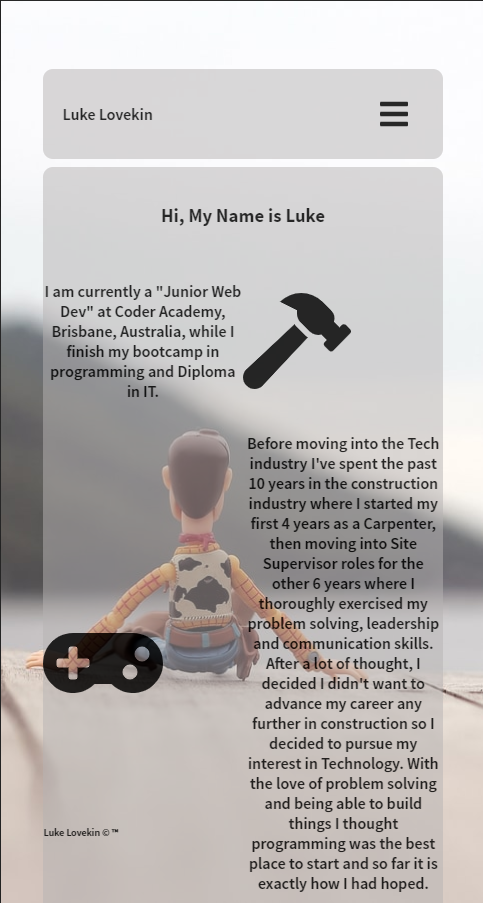 Luke Lovekin
Hi, My Name is Luke
I am currently a "Junior Web
Dev" at Coder Academy,
Brisbane, Australia, while I
finish my bootcamp in
programming and Diploma
in IT.
Before moving into the Tech
industry I've spent the past
10 years in the construction
industry where I started my
first 4 years as a Carpenter,
then moving into Site
Supervisor roles for the
other 6 years where I
thoroughly exercised my
problem solving, leadership
and communication skills.
After a lot of thought, I
decided I didn't want to
advance my career any
further in construction so I
decided to pursue my
interest in Technology. With
the love of problem solving
and being able to build
things I thought
programming was the best
place to start and so far it is
exactly how I had hoped.
Luke Lovekin © ™